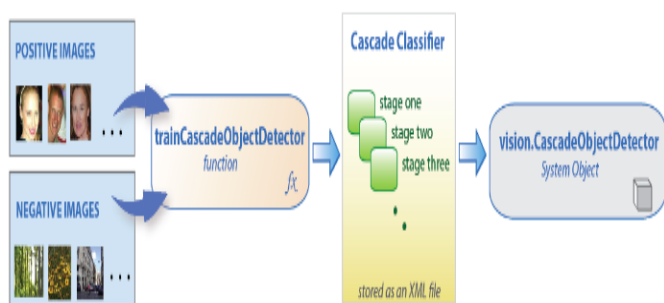 POSITIVE IMAGES
• • •
NEGATIVE IMAGES
• • •
trainCascadeObjectDetector
function
fx
Cascade Classifier
stage one
stage two
stage three
stored as an XML file
vision.CascadeObjectDetector
System Object